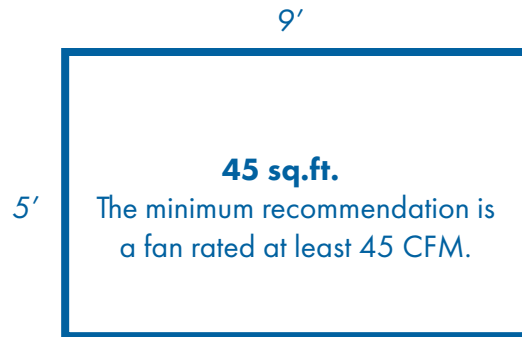 9’
5’
45 sq.ft.
The minimum recommendation is
a fan rated at least 45 CFM.